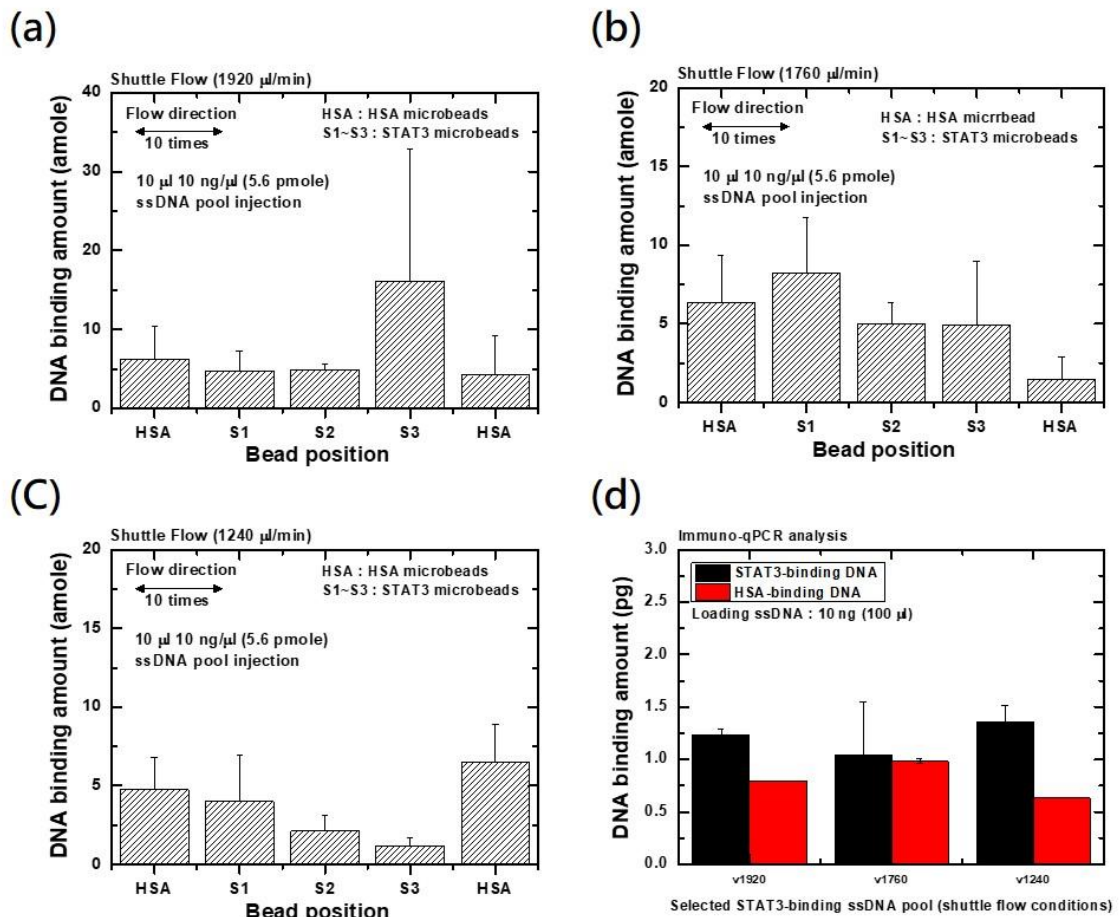 (a)
Shuttle Flow (1920 µl/min)
40
30
20
10
0
DNA binding amount (amole)
Flow direction
10 times
HSA : HSA microbeads
S1~S3 : STAT3 microbeads
10 µl 10 ng/µl (5.6 pmole)
ssDNA pool injection
HSA S1 S2 S3 HSA
Bead position
(b)
Shuttle Flow (1760 µl/min)
20
15
10
5
0
DNA binding amount (amole)
Flow direction
10 times
HSA : HSA micrrbead
S1~S3 : STAT3 microbeads
10 µl 10 ng/µl (5.6 pmole)
ssDNA pool injection
HSA S1 S2 S3 HSA
Bead position
(C)
Shuttle Flow (1240 µl/min)
20
15
10
5
0
DNA binding amount (amole)
Flow direction
10 times
HSA : HSA microbeads
S1~S3 : STAT3 microbeads
10 µl 10 ng/µl (5.6 pmole)
ssDNA pool injection
HSA S1 S2 S3 HSA
Bead position
(d)
Immuno-qPCR analysis
3.0
2.5
2.0
1.5
1.0
0.5
0.0
DNA binding amount (pg)
STAT3-binding DNA
HSA-binding DNA
Loading ssDNA : 10 ng (100 µl)
v1920 v1760 v1240
Selected STAT3-binding ssDNA pool (shuttle flow conditions)